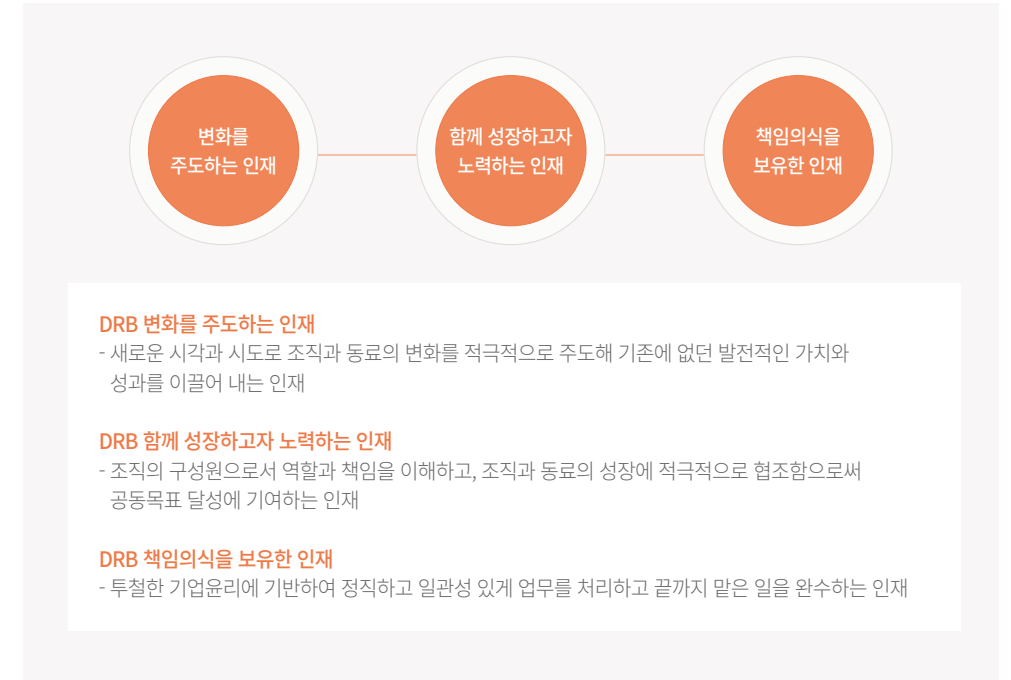 변화를
주도하는 인재
함께 성장하고자
노력하는 인재
책임의식을
보유한 인재
DRB 변화를 주도하는 인재
- 새로운 시각과 시도로 조직과 동료의 변화를 적극적으로 주도해 기존에 없던 발전적인 가치와
성과를 이끌어 내는 인재
DRB 함께 성장하고자 노력하는 인재
- 조직의 구성원으로서 역할과 책임을 이해하고, 조직과 동료의 성장에 적극적으로 협조함으로써
공동목표 달성에 기여하는 인재
DRB 책임의식을 보유한 인재
- 투철한 기업윤리에 기반하여 정직하고 일관성 있게 업무를 처리하고 끝까지 맡은 일을 완수하는 인재